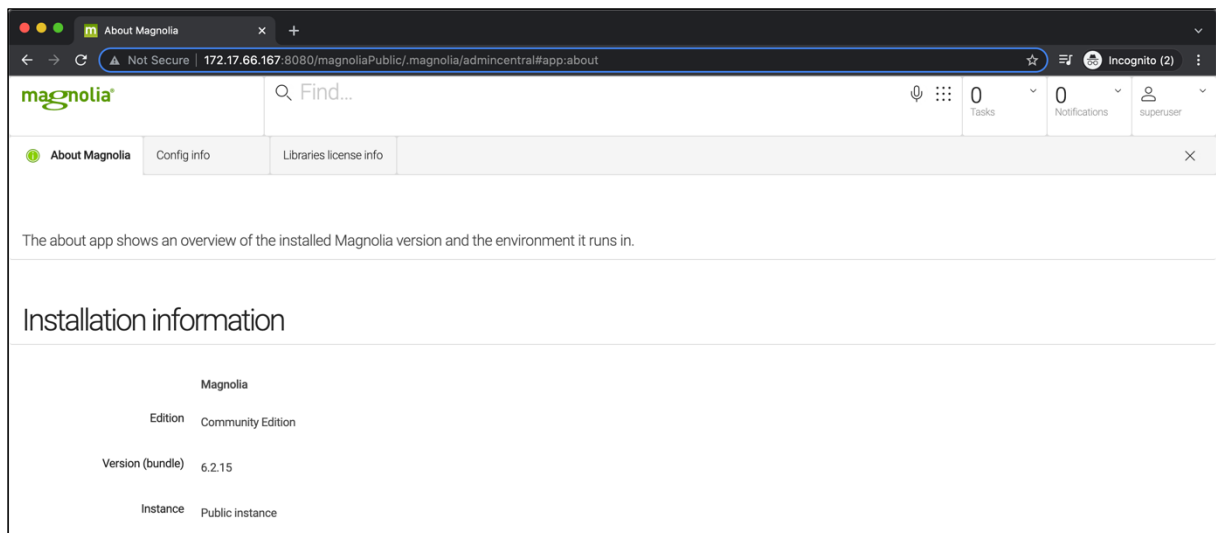 About Magnolia
Not Secure | 172.17.66.167:8080/magnoliaPublic/.magnolia/admincentral#app:about
Incognito (2)
magnolia®
Find...
0
Tasks
0
Notifications
superuser
About Magnolia
Config info
Libraries license info
The about app shows an overview of the installed Magnolia version and the environment it runs in.
Installation information
Magnolia
Edition Community Edition
Version (bundle) 6.2.15
Instance Public instance